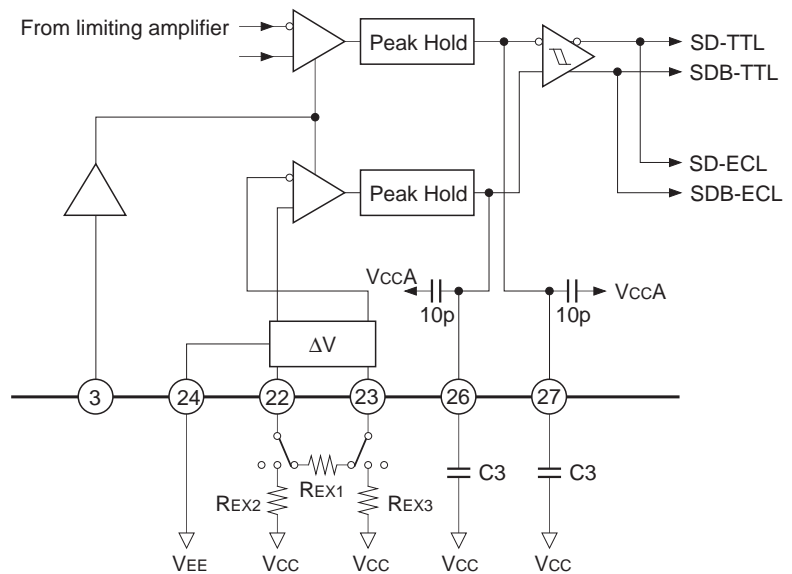 From limiting amplifier
Peak Hold
SD-TTL
SDB-TTL
SD-ECL
SDB-ECL
Peak Hold
VCCA
10p
10p
VCCA
ΔV
3
24
22
23
26
27
REX1
C3
C3
REX2
REX3
VEE
VCC
VCC
VCC
VCC